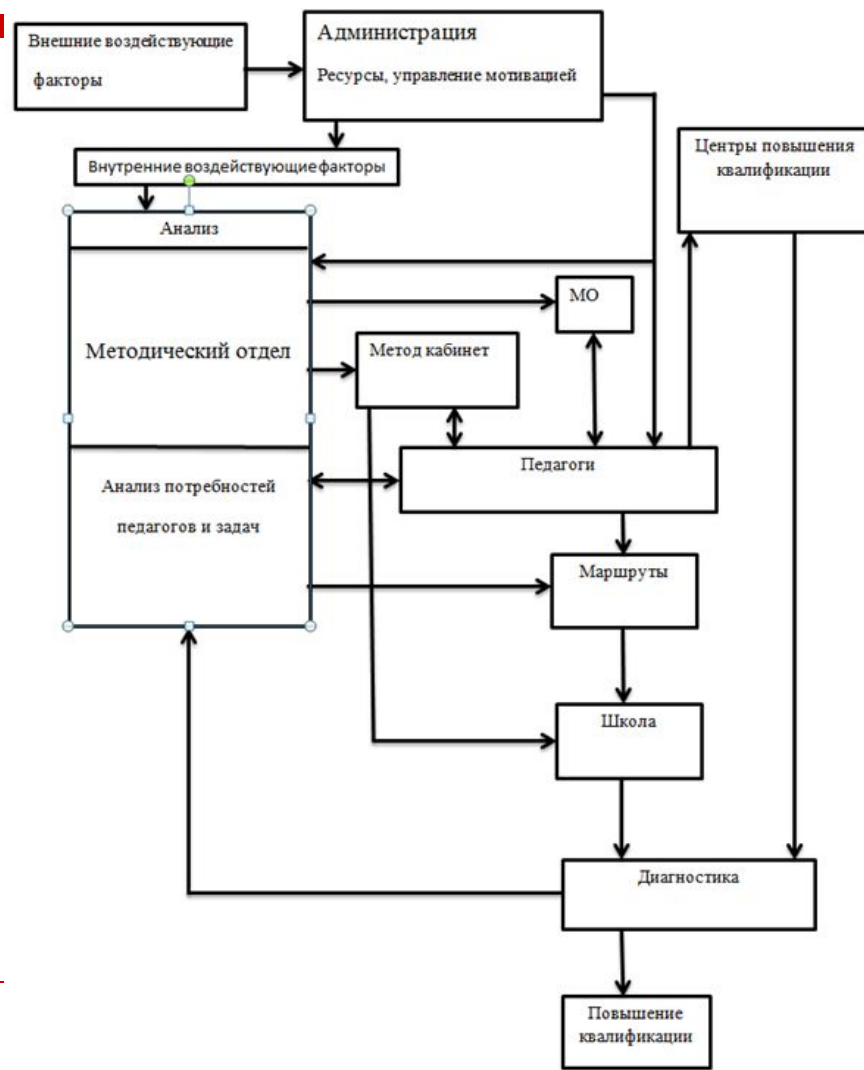 Внешние воздействующие
факторы
Администрация
Ресурсы, управление мотивацией
Центры повышения
квалификации
Внутренние воздействующие факторы
Анализ
МО
Методический отдел
Метод кабинет
Педагоги
Анализ потребностей
педагогов и задач
Маршруты
Школа
Диагностика
Повышение
квалификации